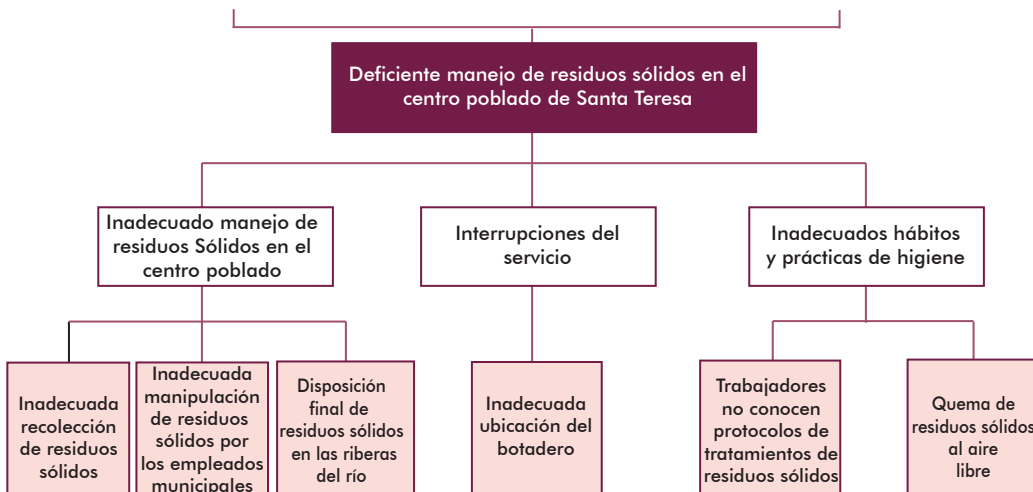 Deficiente manejo de residuos sólidos en el
centro poblado de Santa Teresa
Inadecuado manejo de
residuos Sólidos en el
centro poblado
Interrupciones del
servicio
Inadecuados hábitos
y prácticas de higiene
Inadecuada
recolección
de residuos
sólidos
Inadecuada
manipulación
de residuos
sólidos por
los empleados
municipales
Disposición
final de
residuos sólidos
en las riberas
del río
Inadecuada
ubicación del
botadero
Trabajadores
no conocen
protocolos de
tratamientos de
residuos sólidos
Quema de
residuos sólidos
al aire
libre